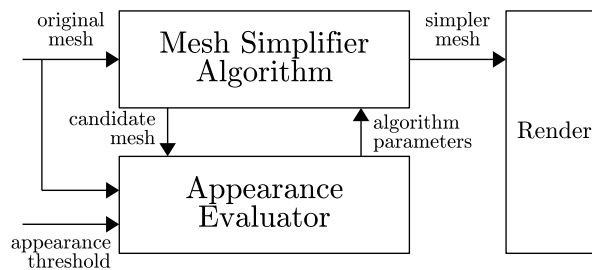 original
mesh
Mesh Simplifier
Algorithm
simpler
mesh
candidate
mesh
algorithm
parameters
Render
Appearance
Evaluator
appearance
threshold